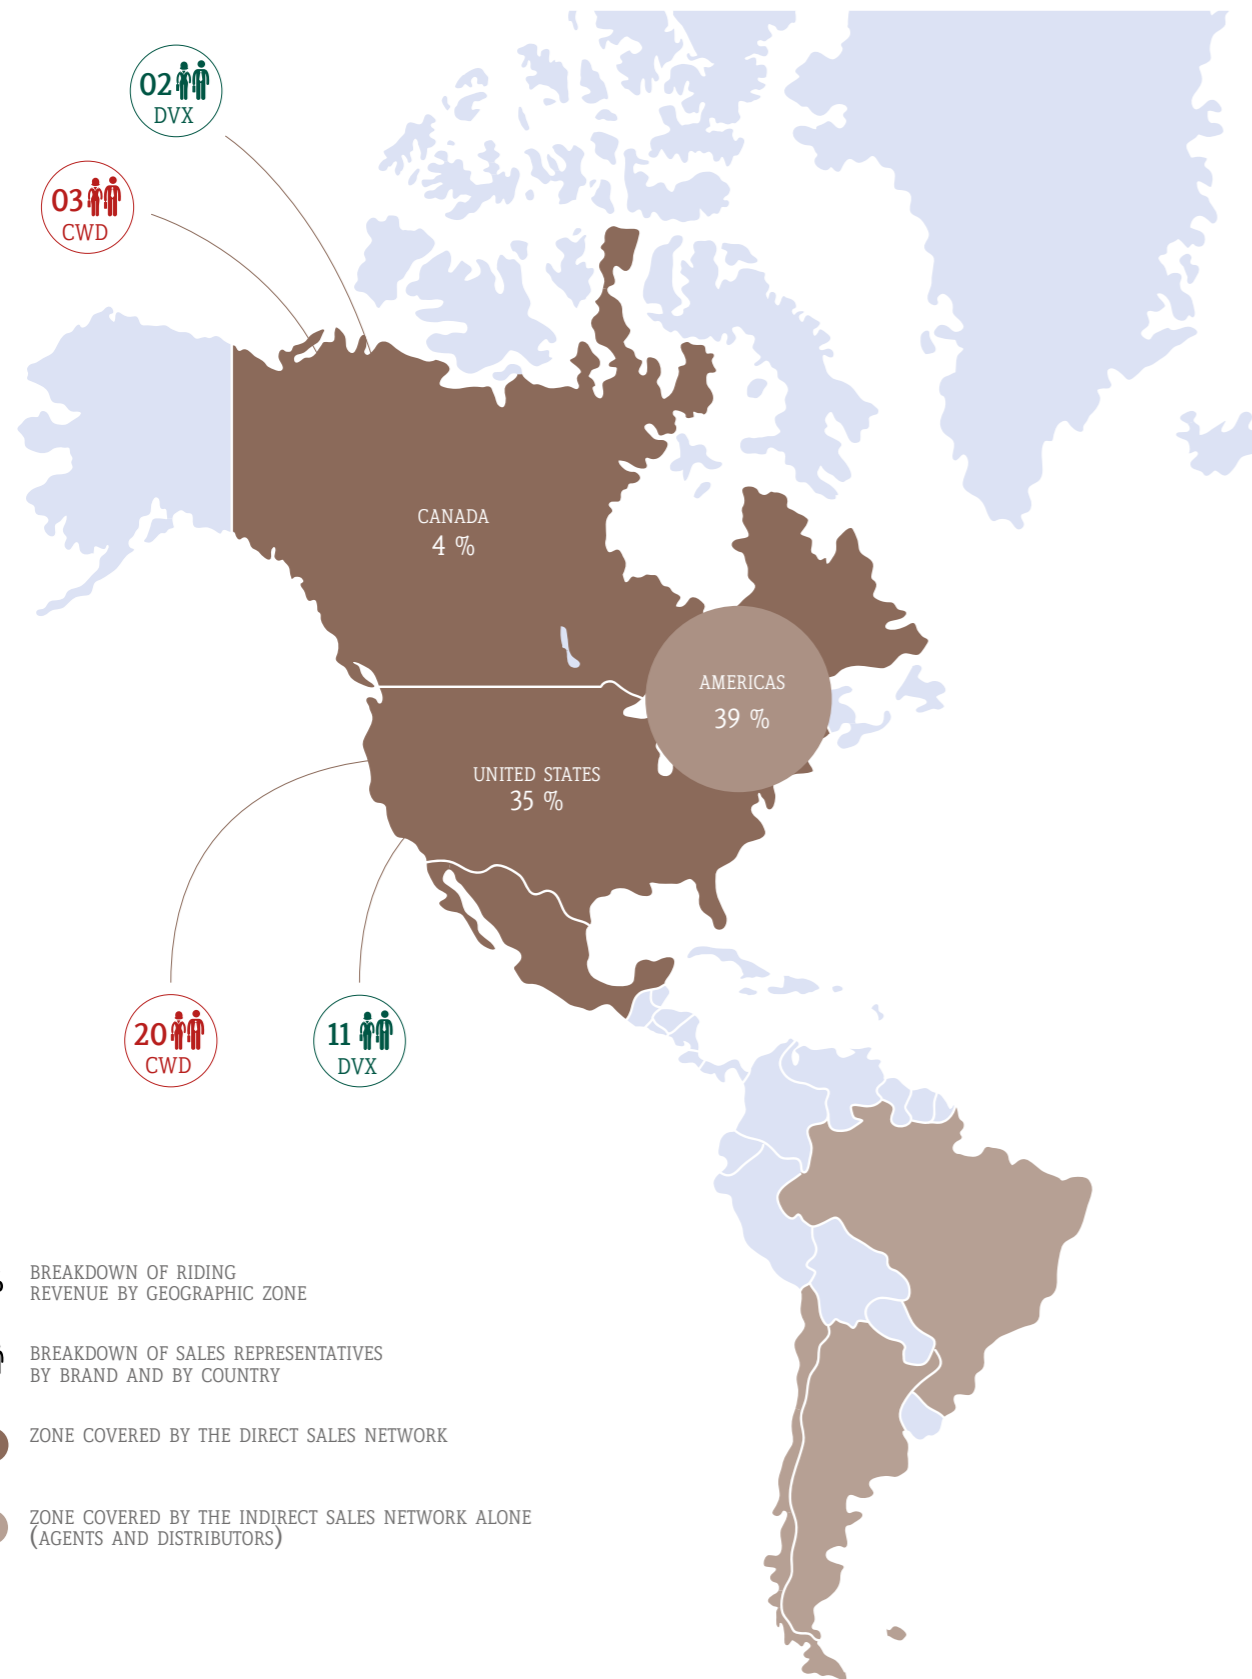 02
DVX
03
CWD
CANADA
4 %
AMERICAS
39 %
UNITED STATES
35 %
20
CWD
11
DVX
BREAKDOWN OF RIDING
REVENUE BY GEOGRAPHIC ZONE
BREAKDOWN OF SALES REPRESENTATIVES
BY BRAND AND BY COUNTRY
ZONE COVERED BY THE DIRECT SALES NETWORK
ZONE COVERED BY THE INDIRECT SALES NETWORK ALONE
(AGENTS AND DISTRIBUTORS)